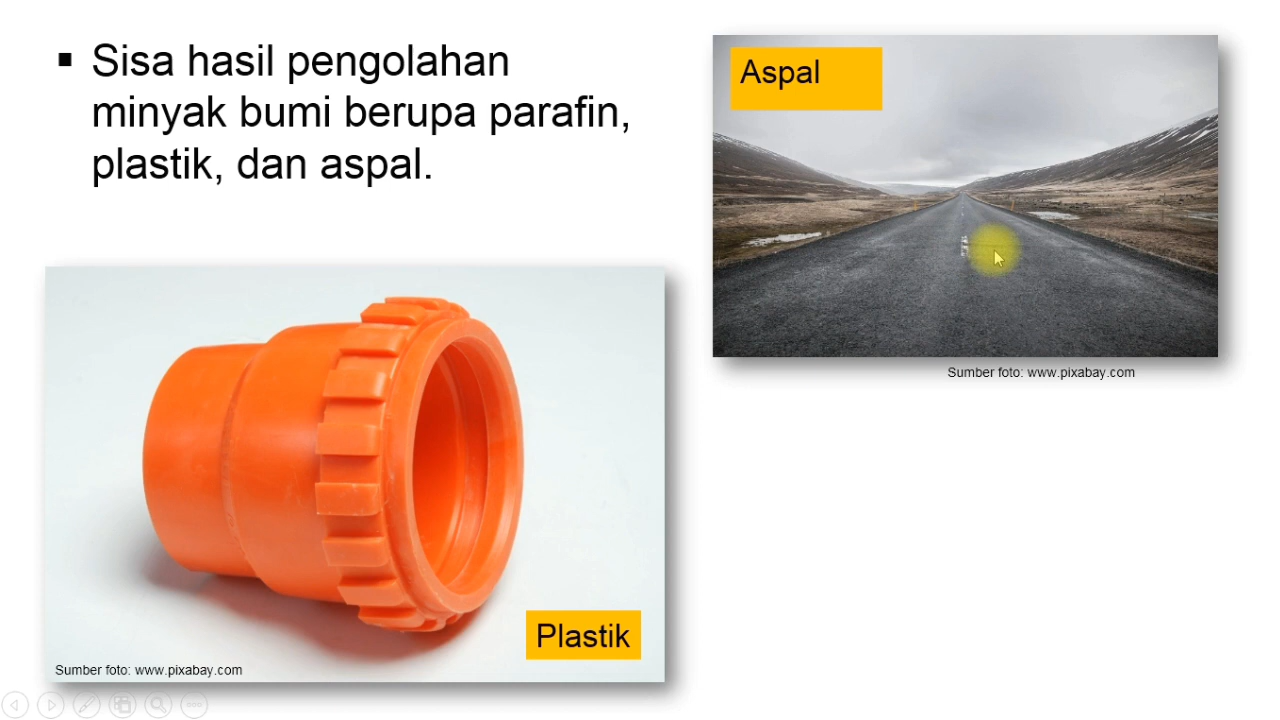 Sisa hasil pengolahan
minyak bumi berupa parafin,
plastik, dan aspal.
Aspal
Sumber foto: www.pixabay.com
Plastik
Sumber foto: www.pixabay.com